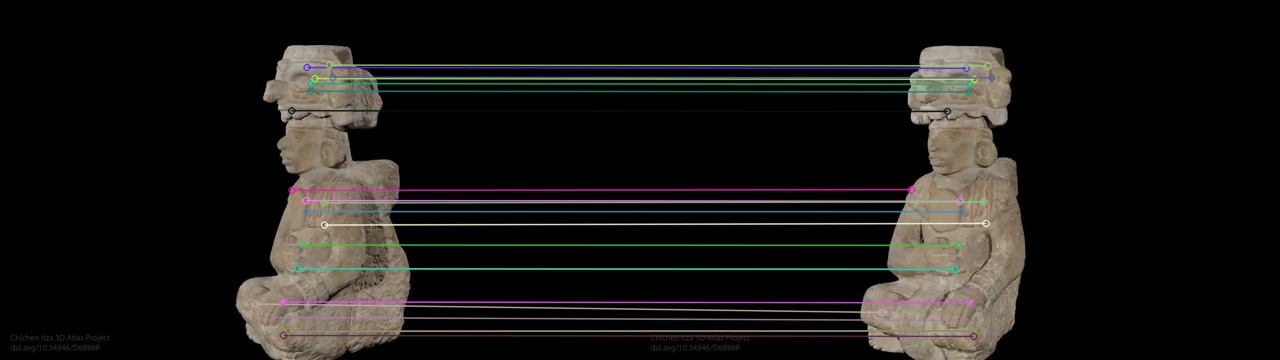 Chichen Itza 3D Atlas Project
doi.org/10.34946/D6B88P
Chichen Itza 3D Atlas Project
doi.org/10.34946/D6B88P